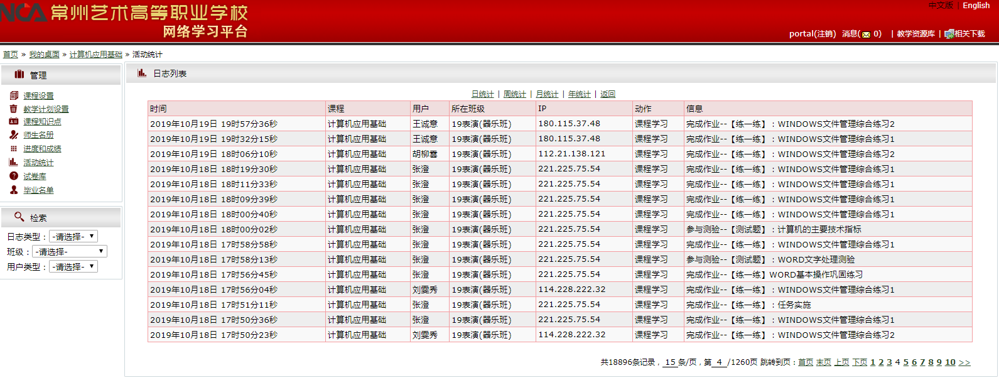 中文版 | English
NCA 常州艺术高等职业学校
网络学习平台
portal(注销) 消息( 0) | 教学资源库 | 相关下载
首页 » 我的桌面 » 计算机应用基础 » 活动统计
管理
课程设置
教学计划设置
课程知识点
师生名册
进度和成绩
活动统计
试卷库
毕业名单
检索
日志类型：-请选择-
班级：-请选择-
用户类型：-请选择-
日志列表
日统计 | 周统计 | 月统计 | 年统计 | 返回
时间 课程 用户 所在班级 IP 动作 信息
2019年10月19日 19时57分36秒 计算机应用基础 王诚意 19表演(器乐班) 180.115.37.48 课程学习 完成作业--【练一练】：WINDOWS文件管理综合练习2
2019年10月19日 19时32分15秒 计算机应用基础 王诚意 19表演(器乐班) 180.115.37.48 课程学习 完成作业--【练一练】：WINDOWS文件管理综合练习1
2019年10月19日 18时06分10秒 计算机应用基础 胡柳雲 19表演(器乐班) 112.21.138.121 课程学习 完成作业--【练一练】：WINDOWS文件管理综合练习2
2019年10月18日 18时19分30秒 计算机应用基础 张澄 19表演(器乐班) 221.225.75.54 课程学习 完成作业--【练一练】：WINDOWS文件管理综合练习1
2019年10月18日 18时11分33秒 计算机应用基础 张澄 19表演(器乐班) 221.225.75.54 课程学习 完成作业--【练一练】：WINDOWS文件管理综合练习1
2019年10月18日 18时09分39秒 计算机应用基础 张澄 19表演(器乐班) 221.225.75.54 课程学习 完成作业--【练一练】：WINDOWS文件管理综合练习1
2019年10月18日 18时00分40秒 计算机应用基础 张澄 19表演(器乐班) 221.225.75.54 课程学习 完成作业--【练一练】：WINDOWS文件管理综合练习1
2019年10月18日 18时00分02秒 计算机应用基础 张澄 19表演(器乐班) 221.225.75.54 课程学习 参与测验--【测试题】：计算机的主要技术指标
2019年10月18日 17时58分58秒 计算机应用基础 张澄 19表演(器乐班) 221.225.75.54 课程学习 完成作业--【练一练】：WINDOWS文件管理综合练习1
2019年10月18日 17时58分13秒 计算机应用基础 张澄 19表演(器乐班) 221.225.75.54 课程学习 参与测验--【测试题】：WORD文字处理测验
2019年10月18日 17时56分45秒 计算机应用基础 张澄 19表演(器乐班) 221.225.75.54 课程学习 完成作业--【练一练】WORD基本操作巩固练习
2019年10月18日 17时56分04秒 计算机应用基础 刘雯秀 19表演(器乐班) 114.228.222.32 课程学习 完成作业--【练一练】：WINDOWS文件管理综合练习1
2019年10月18日 17时51分11秒 计算机应用基础 张澄 19表演(器乐班) 221.225.75.54 课程学习 完成作业--【练一练】：任务实施
2019年10月18日 17时50分36秒 计算机应用基础 张澄 19表演(器乐班) 221.225.75.54 课程学习 完成作业--【练一练】：WINDOWS文件管理综合练习1
2019年10月18日 17时50分23秒 计算机应用基础 刘雯秀 19表演(器乐班) 114.228.222.32 课程学习 完成作业--【练一练】：WINDOWS文件管理综合练习2
共18896条记录，15条/页，第 4 /1260页 跳转到页：首页 末页 上页 下页 1 2 3 4 5 6 7 8 9 10 >>